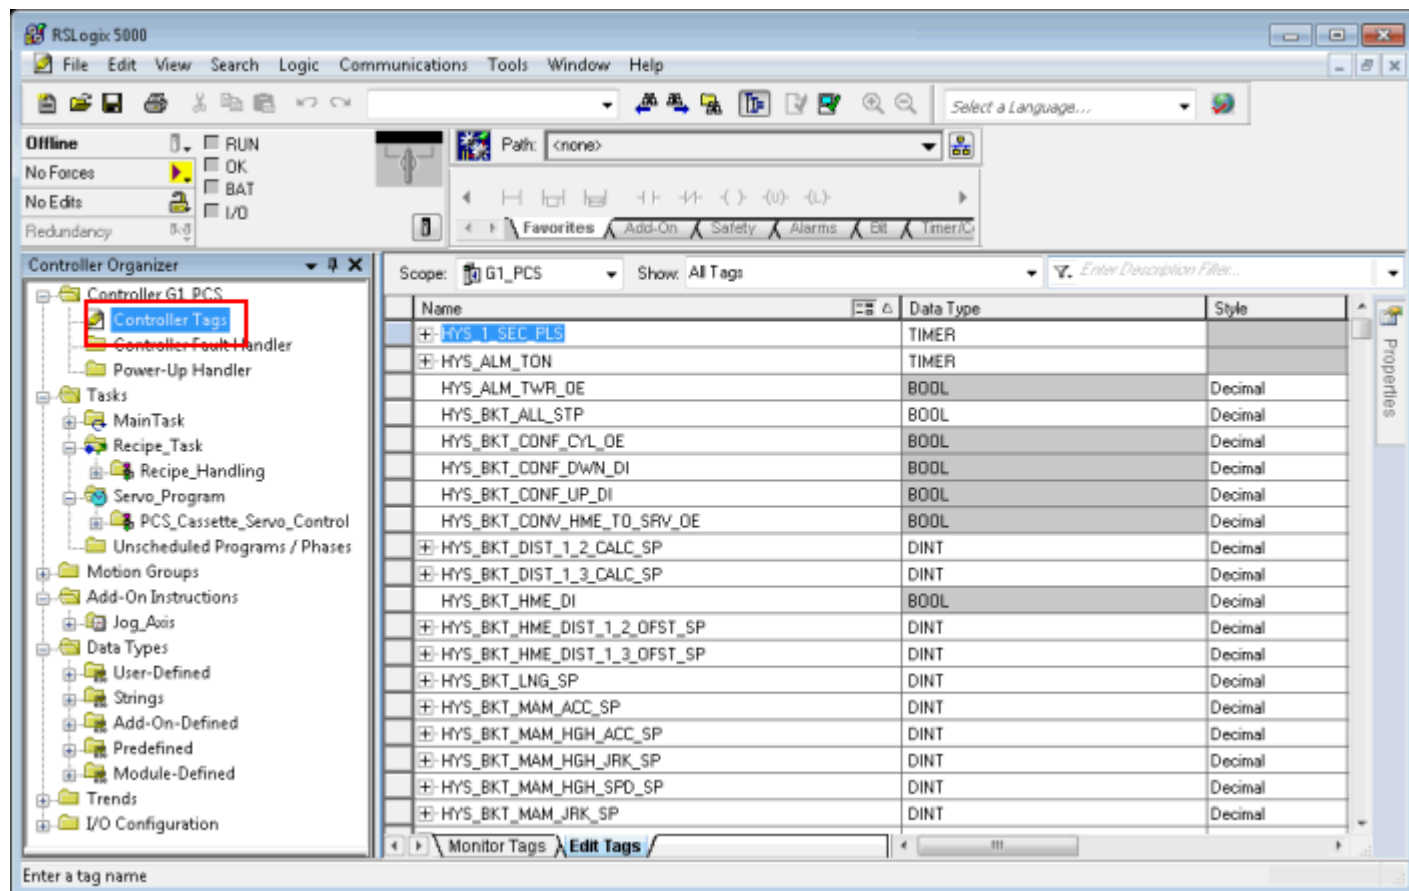 RSLogix 5000
File Edit View Search Logic Communications Tools Window Help
Select a Language...
Offline RUN
No Forces OK
No Edits BAT
I/O
Redundancy
Path: <none>
Favorites Add-On Safety Alarms Bit Timer/C
Controller Organizer
Controller G1_PCS
Controller Tags
Controller Fault Handler
Power-Up Handler
Tasks
MainTask
Recipe_Task
Recipe_Handling
Servo_Program
PCS_Cassette_Servo_Control
Unscheduled Programs / Phases
Motion Groups
Add-On Instructions
Jog_Axis
Data Types
User-Defined
Strings
Add-On-Defined
Predefined
Module-Defined
Trends
I/O Configuration
Scope: G1_PCS Show: All Tags Enter Description Filter...
Name Data Type Style
HYS_1_SEC_PLS TIMER
HYS_ALM_TON TIMER
HYS_ALM_TWR_OE BOOL Decimal
HYS_BKT_ALL_STP BOOL Decimal
HYS_BKT_CONF_CYL_OE BOOL Decimal
HYS_BKT_CONF_DWN_DI BOOL Decimal
HYS_BKT_CONF_UP_DI BOOL Decimal
HYS_BKT_CONV_HME_TO_SRV_OE BOOL Decimal
HYS_BKT_DIST_1_2_CALC_SP DINT Decimal
HYS_BKT_DIST_1_3_CALC_SP DINT Decimal
HYS_BKT_HME_DI BOOL Decimal
HYS_BKT_HME_DIST_1_2_OFST_SP DINT Decimal
HYS_BKT_HME_DIST_1_3_OFST_SP DINT Decimal
HYS_BKT_LNG_SP DINT Decimal
HYS_BKT_MAM_ACC_SP DINT Decimal
HYS_BKT_MAM_HGH_ACC_SP DINT Decimal
HYS_BKT_MAM_HGH_JRK_SP DINT Decimal
HYS_BKT_MAM_HGH_SPD_SP DINT Decimal
HYS_BKT_MAM_JRK_SP DINT Decimal
Monitor Tags Edit Tags
Properties
Enter a tag name